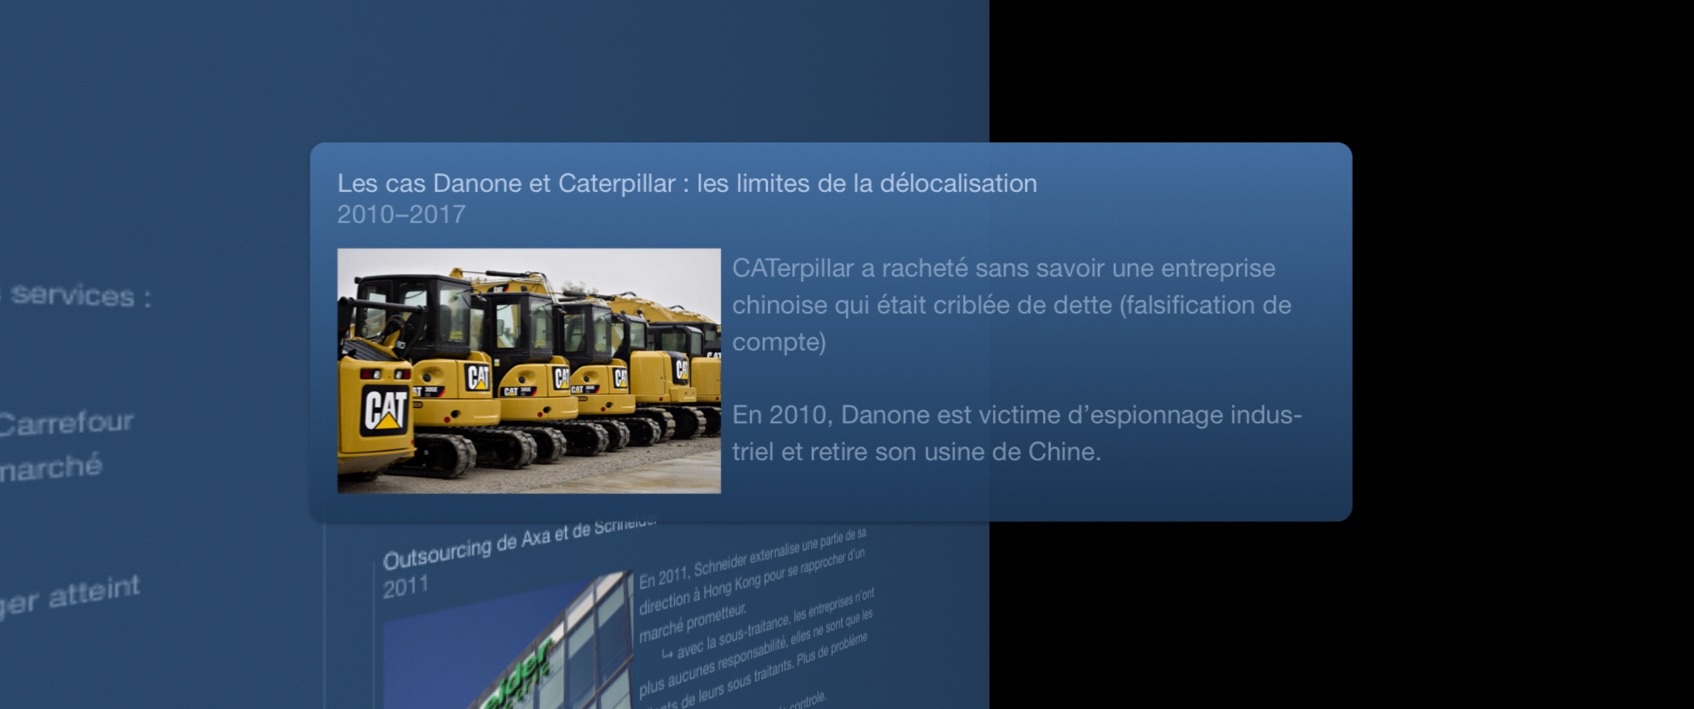 services :
Carrefour
marché
ger atteint
Les cas Danone et Caterpillar : les limites de la délocalisation
2010–2017
CAT
CAT
CAT
CAT
CAT
CAT
CAT
CATerpillar a racheté sans savoir une entreprise
chinoise qui était criblée de dette (falsification de
compte)
En 2010, Danone est victime d’espionnage indus-
triel et retire son usine de Chine.
Outsourcing de Axa et de Schneider
2011
En 2011, Schneider externalise une partie de sa
direction à Hong Kong pour se rapprocher d'un
marché prometteur.
↳ avec la sous-traitance, les entreprises n'ont
plus aucunes responsabilité, elles ne sont que les
de leurs sous traitants. Plus de problème
controle.